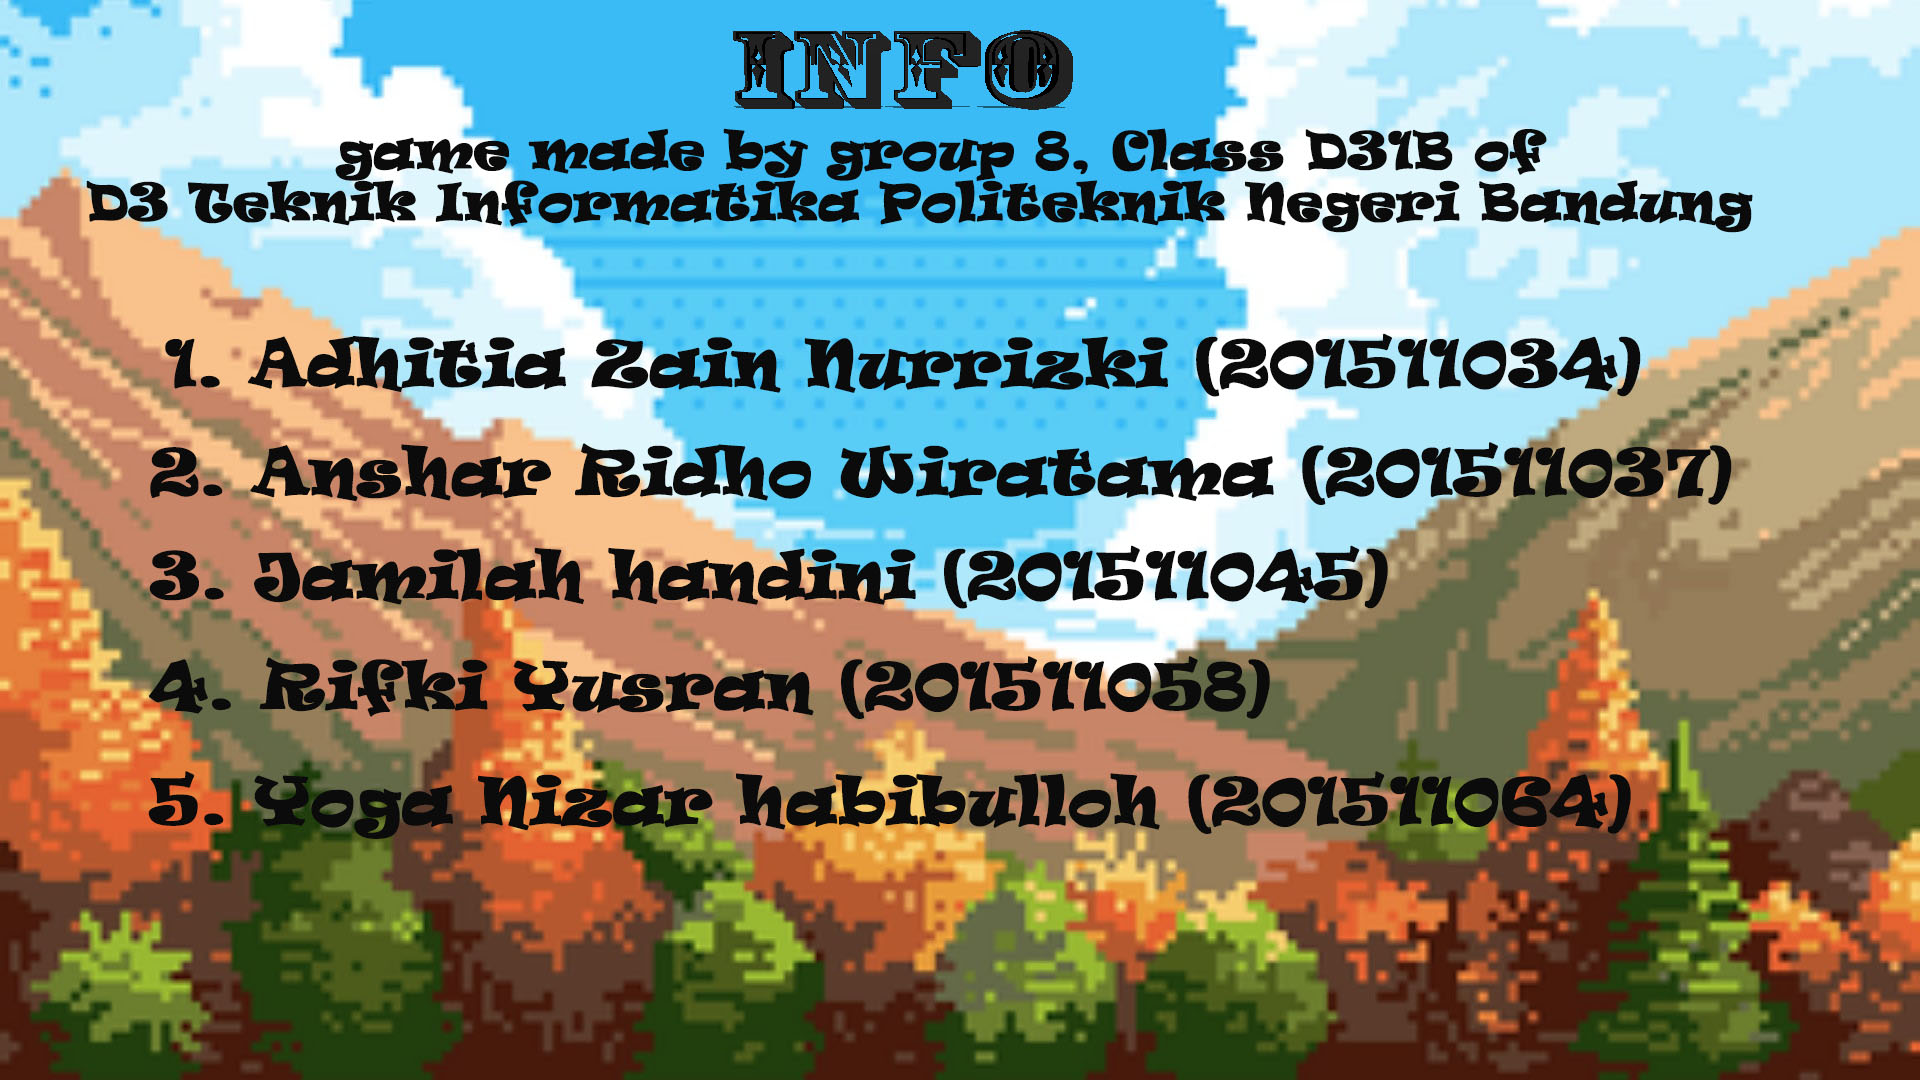 INFO
game made by group 8, Class D31B of
D3 Teknik Informatika Politeknik Negeri Bandung
1. Adhitia Zain Nurrizki (201511034)
2. Anshar Ridho Wiratama (201511037)
3. Jamilah handini (201511045)
4. Rifki Yusran (201511058)
5. Yoga Nizar habibulloh (201511064)